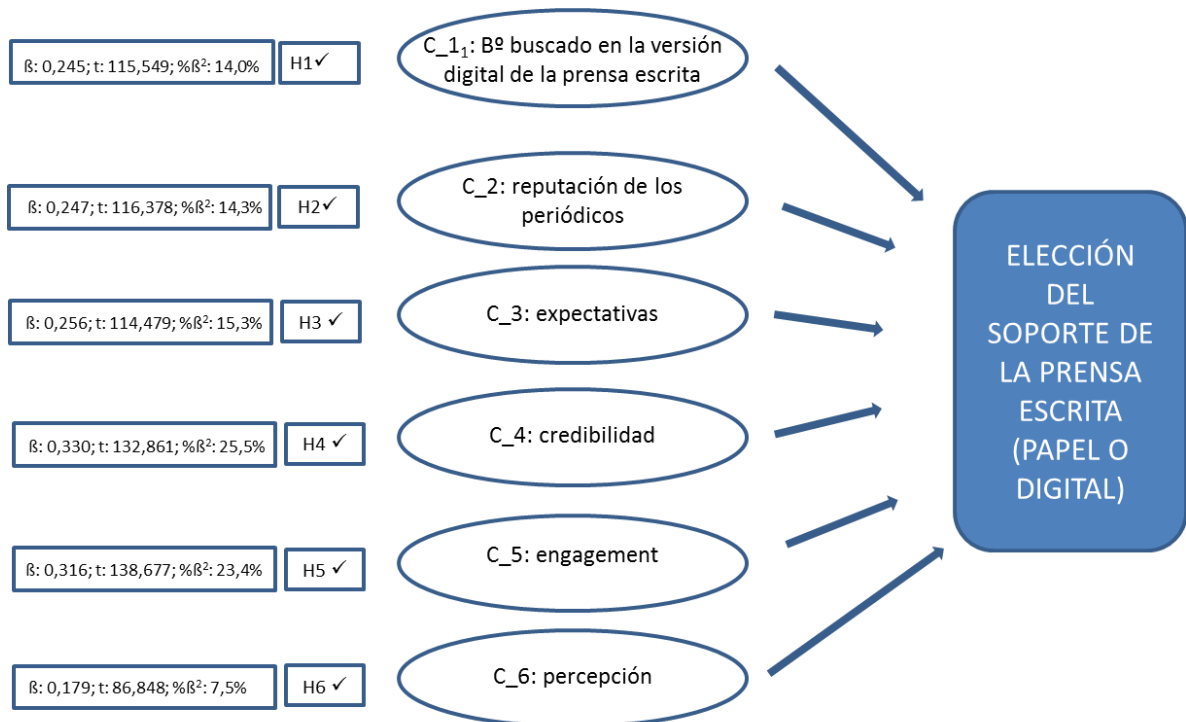 ß: 0,245; t: 115,549; %ß²: 14,0%
H1 ✓
C_1₁: Bº buscado en la versión
digital de la prensa escrita
ß: 0,247; t: 116,378; %ß²: 14,3%
H2 ✓
C_2: reputación de los
periódicos
ß: 0,256; t: 114,479; %ß²: 15,3%
H3 ✓
C_3: expectativas
ß: 0,330; t: 132,861; %ß²: 25,5%
H4 ✓
C_4: credibilidad
ß: 0,316; t: 138,677; %ß²: 23,4%
H5 ✓
C_5: engagement
ß: 0,179; t: 86,848; %ß²: 7,5%
H6 ✓
C_6: percepción
ELECCIÓN
DEL
SOPORTE DE
LA PRENSA
ESCRITA
(PAPEL O
DIGITAL)